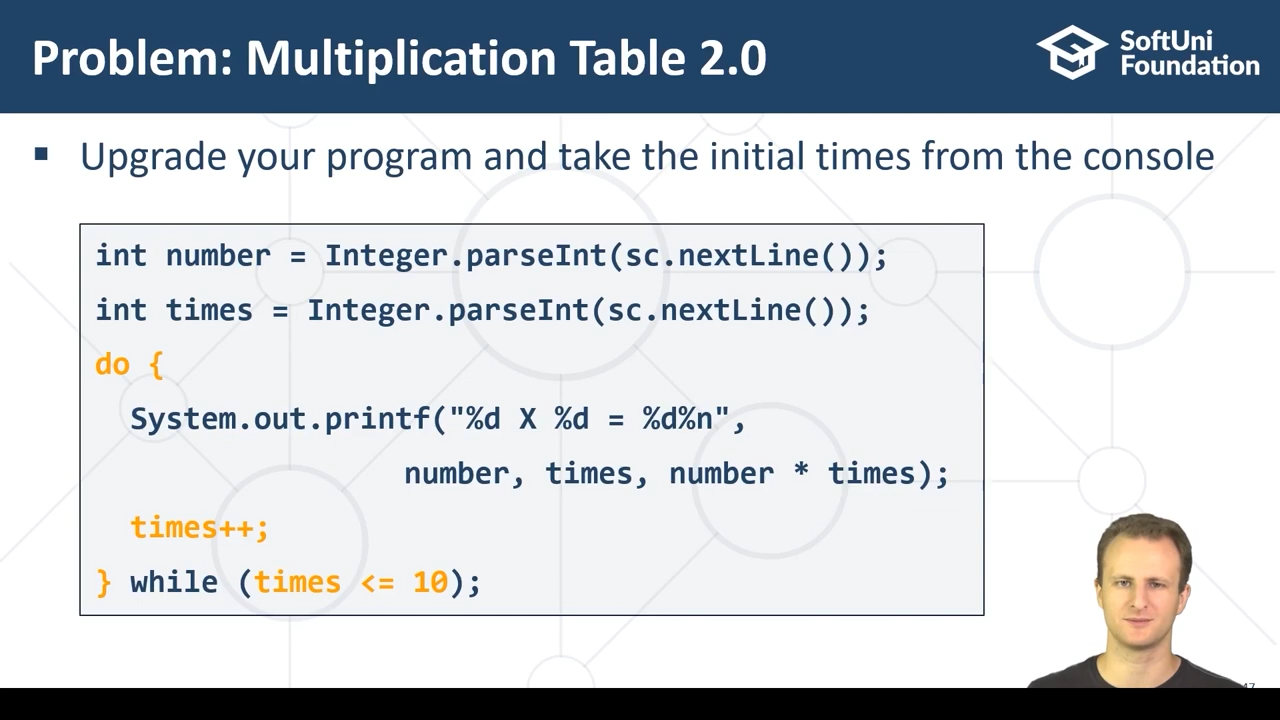 Problem: Multiplication Table 2.0
SoftUni
Foundation
▪ Upgrade your program and take the initial times from the console
int number = Integer.parseInt(sc.nextLine());
int times = Integer.parseInt(sc.nextLine());
do {
System.out.printf("%d X %d = %d%n",
number, times, number * times);
times++;
} while (times <= 10);
47